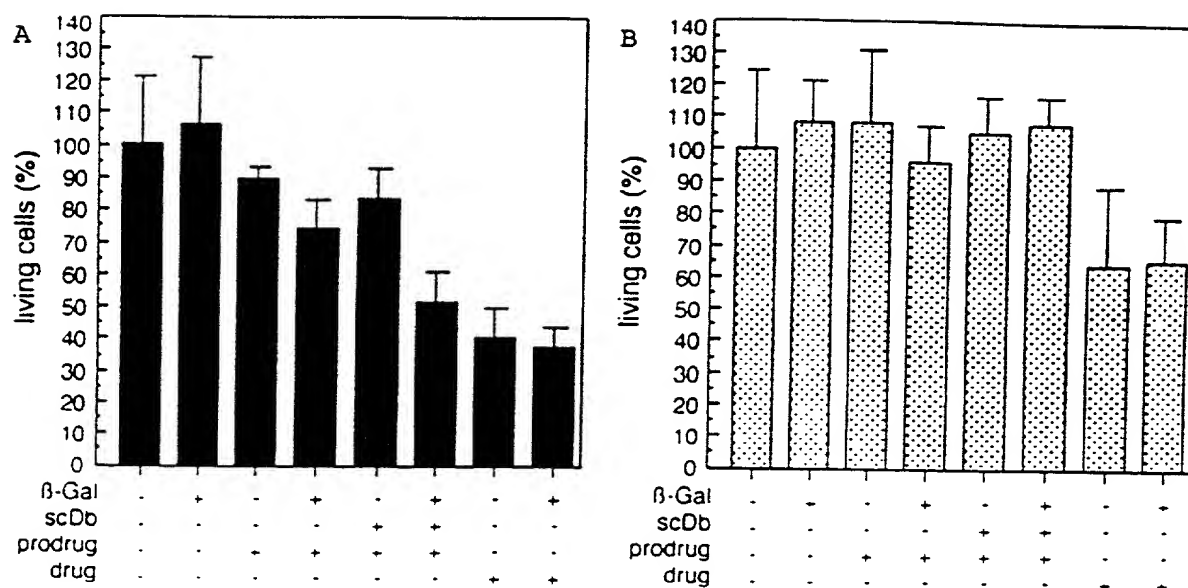 A
140
130
120
110
100
90
80
70
60
50
40
30
20
10
0
living cells (%)
ß-Gal - + - + - + - +
scDb - - - - + + - -
prodrug - - + + + + - -
drug - - - - - - + +
B
140
130
120
110
100
90
80
70
60
50
40
30
20
10
0
living cells (%)
ß-Gal - + - + - + - +
scDb - - - - + + - -
prodrug - - + + + + - -
drug - - - - - - + +